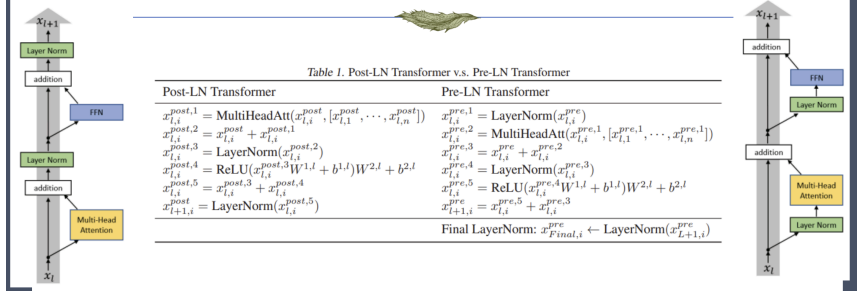 x_{l+1}
Layer Norm
addition
FFN
Layer Norm
addition
Multi-Head
Attention
x_l
Table 1. Post-LN Transformer v.s. Pre-LN Transformer
Post-LN Transformer
x_{l,i}^{post,1} = MultiHeadAtt(x_{l,i}^{post}, [x_{l,1}^{post}, ⋯, x_{l,n}^{post}])
x_{l,i}^{post,2} = x_{l,i}^{post} + x_{l,i}^{post,1}
x_{l,i}^{post,3} = LayerNorm(x_{l,i}^{post,2})
x_{l,i}^{post,4} = ReLU(x_{l,i}^{post,3}W^{1,l} + b^{1,l})W^{2,l} + b^{2,l}
x_{l,i}^{post,5} = x_{l,i}^{post,3} + x_{l,i}^{post,4}
x_{l+1,i}^{post} = LayerNorm(x_{l,i}^{post,5})
Pre-LN Transformer
x_{l,i}^{pre,1} = LayerNorm(x_{l,i}^{pre})
x_{l,i}^{pre,2} = MultiHeadAtt(x_{l,i}^{pre,1}, [x_{l,1}^{pre,1}, ⋯, x_{l,n}^{pre,1}])
x_{l,i}^{pre,3} = x_{l,i}^{pre} + x_{l,i}^{pre,2}
x_{l,i}^{pre,4} = LayerNorm(x_{l,i}^{pre,3})
x_{l,i}^{pre,5} = ReLU(x_{l,i}^{pre,4}W^{1,l} + b^{1,l})W^{2,l} + b^{2,l}
x_{l+1,i}^{pre} = x_{l,i}^{pre,5} + x_{l,i}^{pre,3}
Final LayerNorm: x_{Final,i}^{pre} ← LayerNorm(x_{L+1,i}^{pre})
x_{l+1}
addition
FFN
Layer Norm
addition
Multi-Head
Attention
Layer Norm
x_l